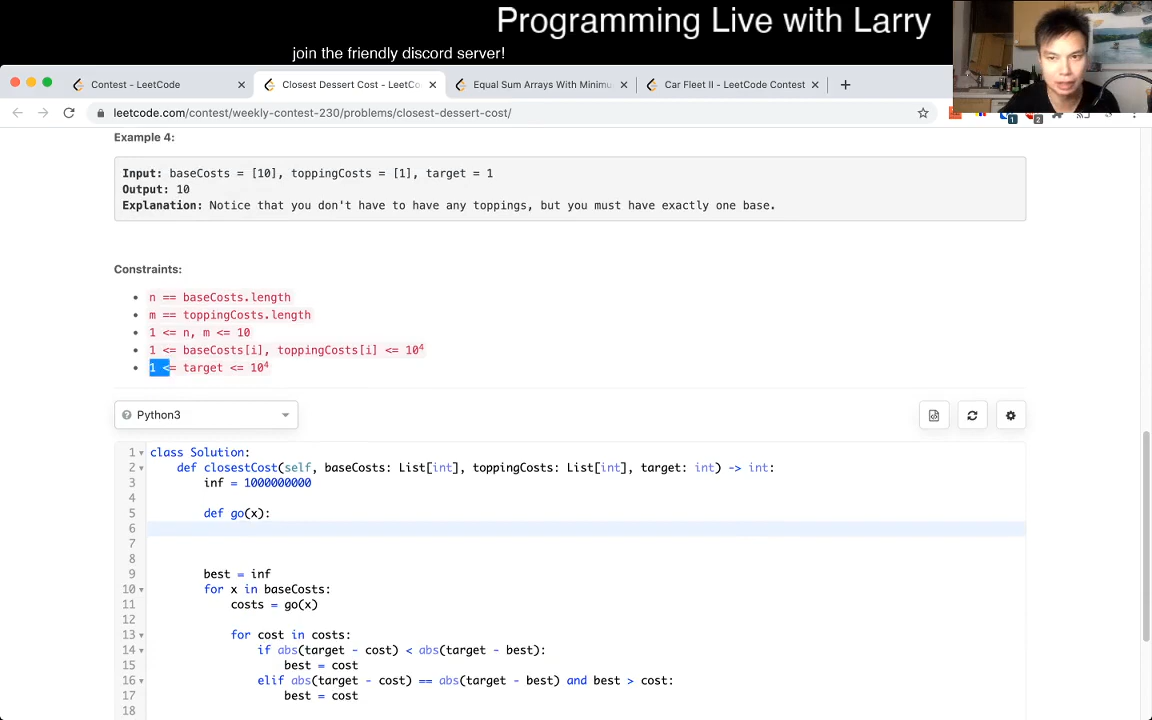 Programming Live with Larry
join the friendly discord server!
Contest - LeetCode
Closest Dessert Cost - LeetCo
Equal Sum Arrays With Minimu
Car Fleet II - LeetCode Contest
leetcode.com/contest/weekly-contest-230/problems/closest-dessert-cost/
Example 4:
Input: baseCosts = [10], toppingCosts = [1], target = 1
Output: 10
Explanation: Notice that you don't have to have any toppings, but you must have exactly one base.
Constraints:
n == baseCosts.length
m == toppingCosts.length
1 <= n, m <= 10
1 <= baseCosts[i], toppingCosts[i] <= 10⁴
1 <= target <= 10⁴
Python3
1 class Solution:
2 def closestCost(self, baseCosts: List[int], toppingCosts: List[int], target: int) -> int:
3 inf = 1000000000
4
5 def go(x):
6
7
8
9 best = inf
10 for x in baseCosts:
11 costs = go(x)
12
13 for cost in costs:
14 if abs(target - cost) < abs(target - best):
15 best = cost
16 elif abs(target - cost) == abs(target - best) and best > cost:
17 best = cost
18